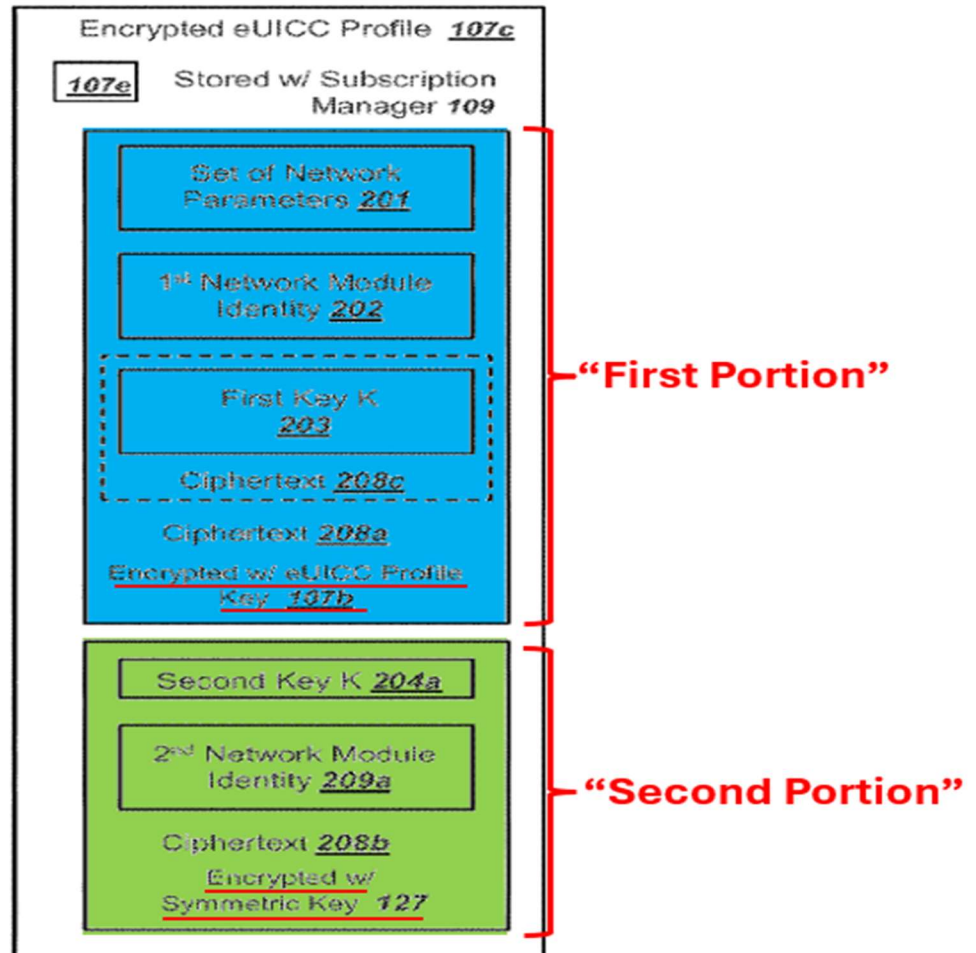 Encrypted eUICC Profile 107c
107e Stored w/ Subscription
Manager 109
Set of Network
Parameters 201
1st Network Module
Identity 202
First Key K
203
Ciphertext 208c
Ciphertext 208a
Encrypted w/ eUICC Profile
Key 107b
"First Portion"
Second Key K 204a
2nd Network Module
Identity 209a
Ciphertext 208b
Encrypted w/
Symmetric Key 127
"Second Portion"